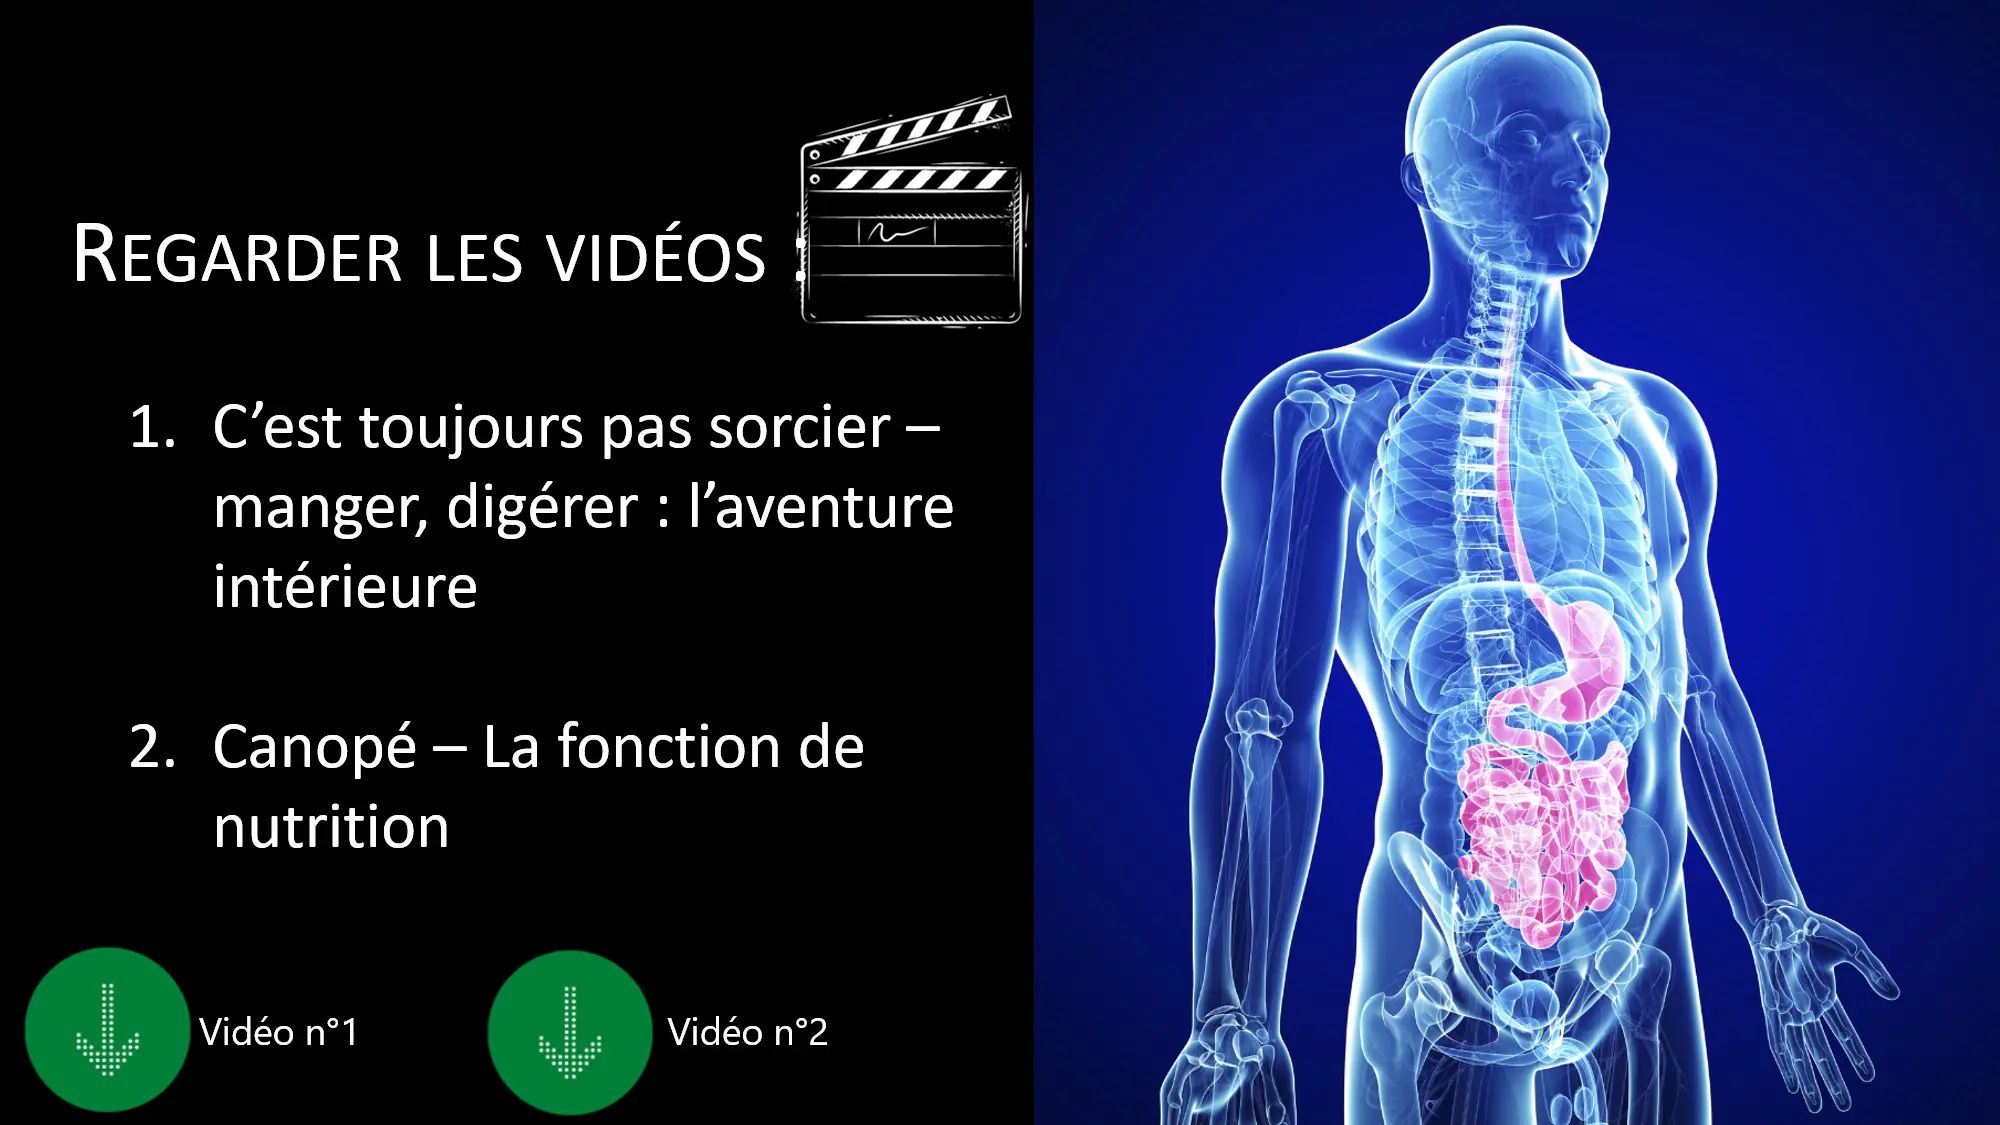 REGARDER LES VIDÉOS :
1. C’est toujours pas sorcier –
manger, digérer : l’aventure
intérieure
2. Canopé – La fonction de
nutrition
Vidéo n°1
Vidéo n°2